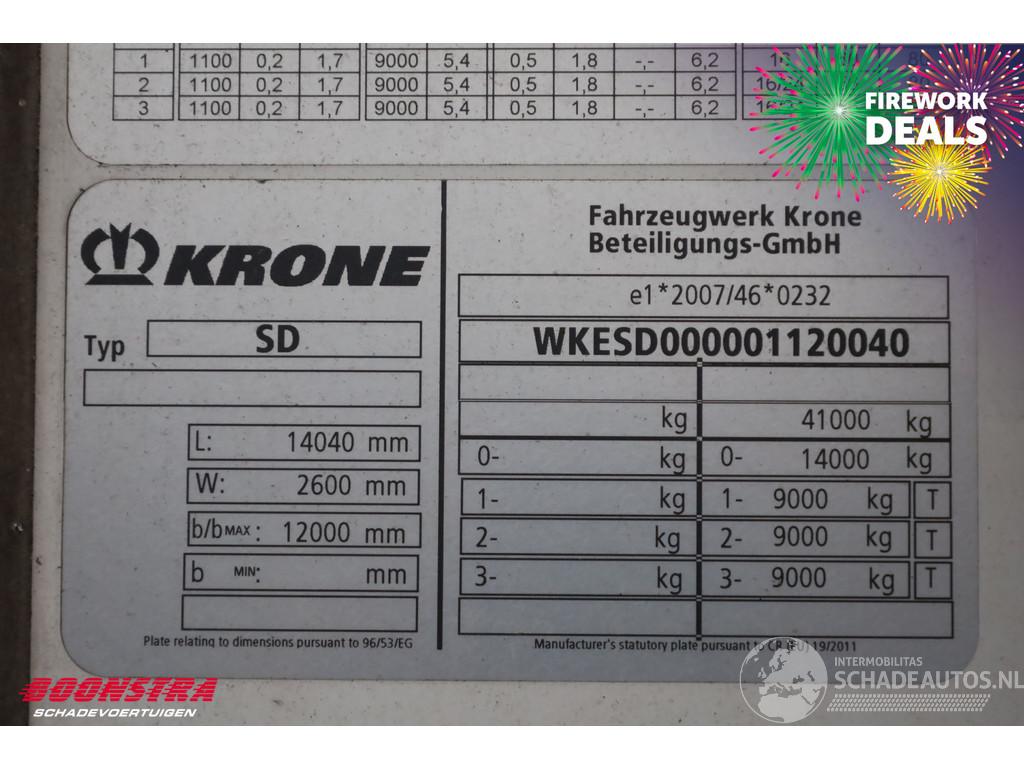 1 1100 0,2 1,7 9000 5,4 0,5 1,8 -,- 6,2
2 1100 0,2 1,7 9000 5,4 0,5 1,8 -,- 6,2
3 1100 0,2 1,7 9000 5,4 0,5 1,8 -,- 6,2
FIREWORK
DEALS
KRONE
Typ SD
L: 14040 mm
W: 2600 mm
b/b MAX : 12000 mm
b MIN: mm
Plate relating to dimensions pursuant to 96/53/EG
Fahrzeugwerk Krone
Beteiligungs-GmbH
e1*2007/46*0232
WKESD000001120040
kg 41000 kg
0- kg 0- 14000 kg
1- kg 1- 9000 kg T
2- kg 2- 9000 kg T
3- kg 3- 9000 kg T
Manufacturer's statutory plate pursuant to CR (EU) 19/2011
BOONSTRA
SCHADEVOERTUIGEN
INTERMOBILITAS
SCHADEAUTOS.NL